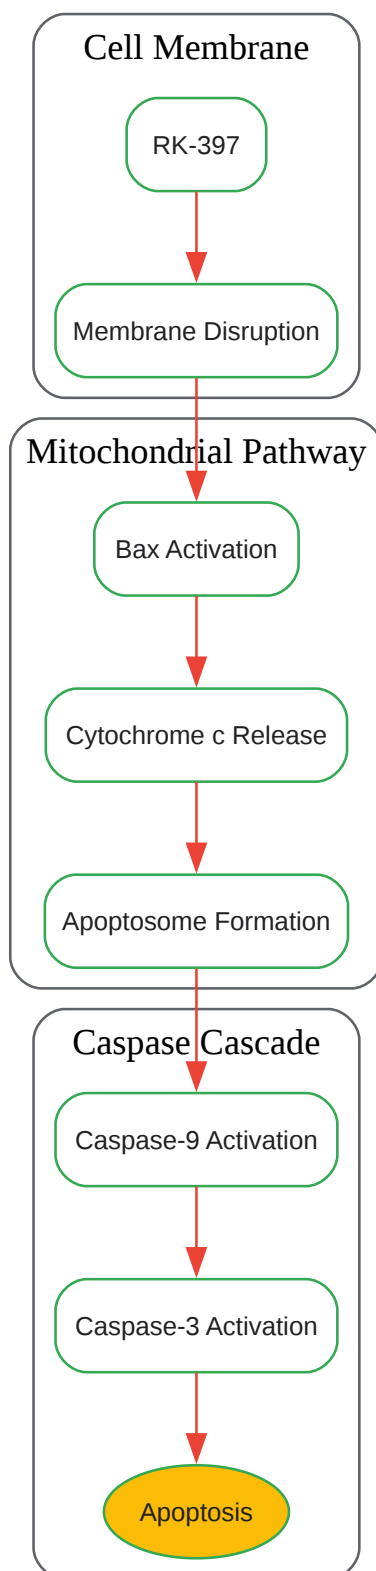 Cell Membrane
RK-397
Membrane Disruption
Mitochondrial Pathway
Bax Activation
Cytochrome c Release
Apoptosome Formation
Caspase Cascade
Caspase-9 Activation
Caspase-3 Activation
Apoptosis